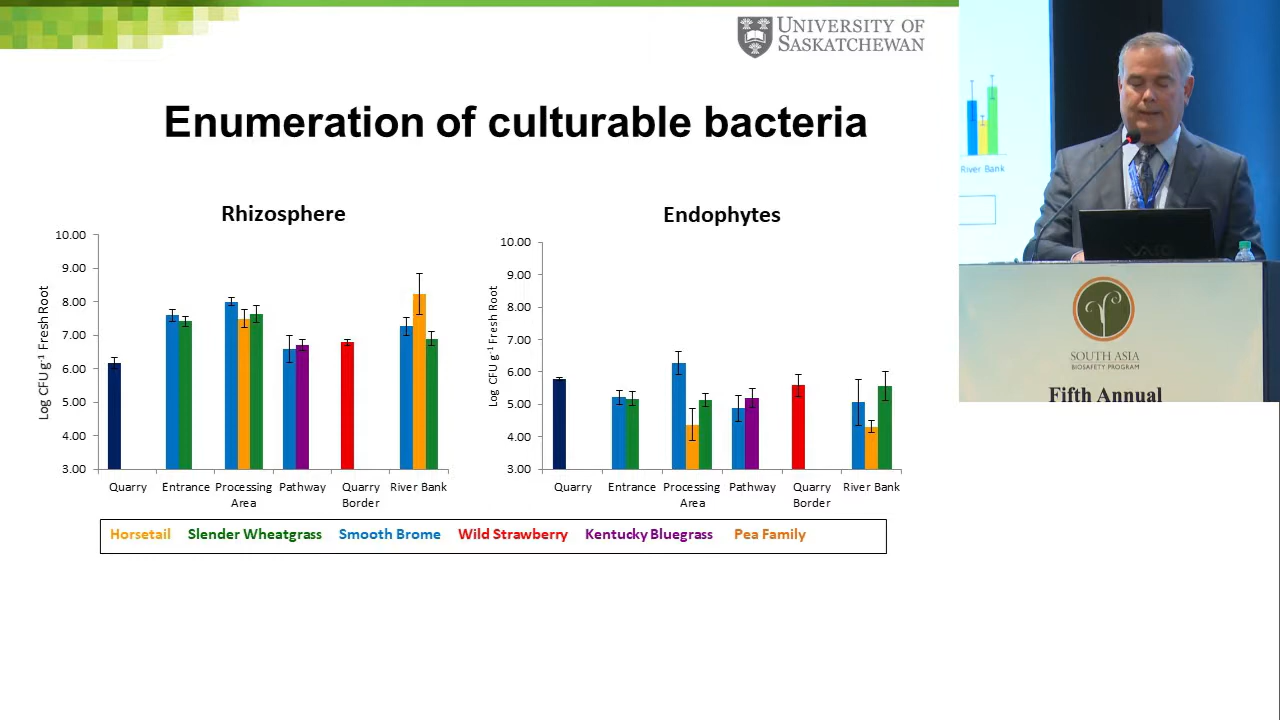 UNIVERSITY OF
SASKATCHEWAN
Enumeration of culturable bacteria
Rhizosphere
Log CFU g⁻¹ Fresh Root
10.00
9.00
8.00
7.00
6.00
5.00
4.00
3.00
Quarry
Entrance
Processing
Area
Pathway
Quarry
Border
River Bank
Endophytes
Log CFU g⁻¹ Fresh Root
10.00
9.00
8.00
7.00
6.00
5.00
4.00
3.00
Quarry
Entrance
Processing
Area
Pathway
Quarry
Border
River Bank
Horsetail Slender Wheatgrass Smooth Brome Wild Strawberry Kentucky Bluegrass Pea Family
River Bank
VAIO
SOUTH ASIA
BIOSAFETY PROGRAM
Fifth Annual